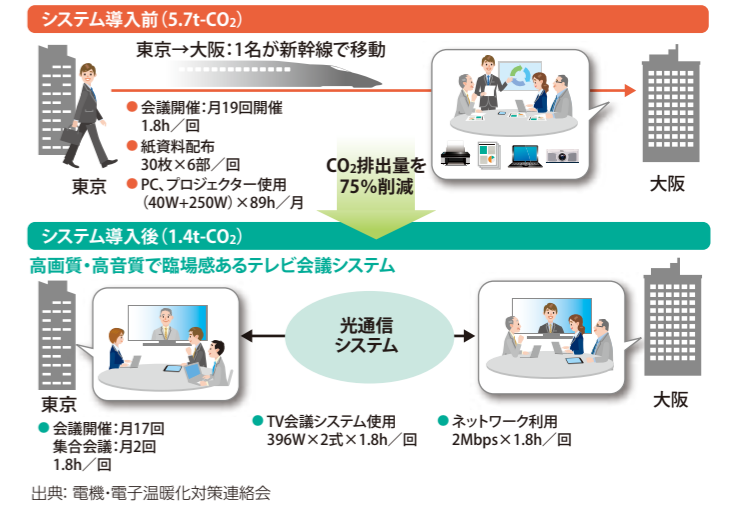 システム導入前（5.7t-CO₂）
東京→大阪：1名が新幹線で移動
● 会議開催：月19回開催
1.8h／回
● 紙資料配布
30枚×6部／回
● PC、プロジェクター使用
（40W+250W）×89h／月
東京
CO₂排出量を
75%削減
大阪
システム導入後（1.4t-CO₂）
高画質・高音質で臨場感あるテレビ会議システム
光通信
システム
東京
大阪
● 会議開催：月17回
集合会議：月2回
1.8h／回
● TV会議システム使用
396W×2式×1.8h／回
● ネットワーク利用
2Mbps×1.8h／回
出典： 電機・電子温暖化対策連絡会